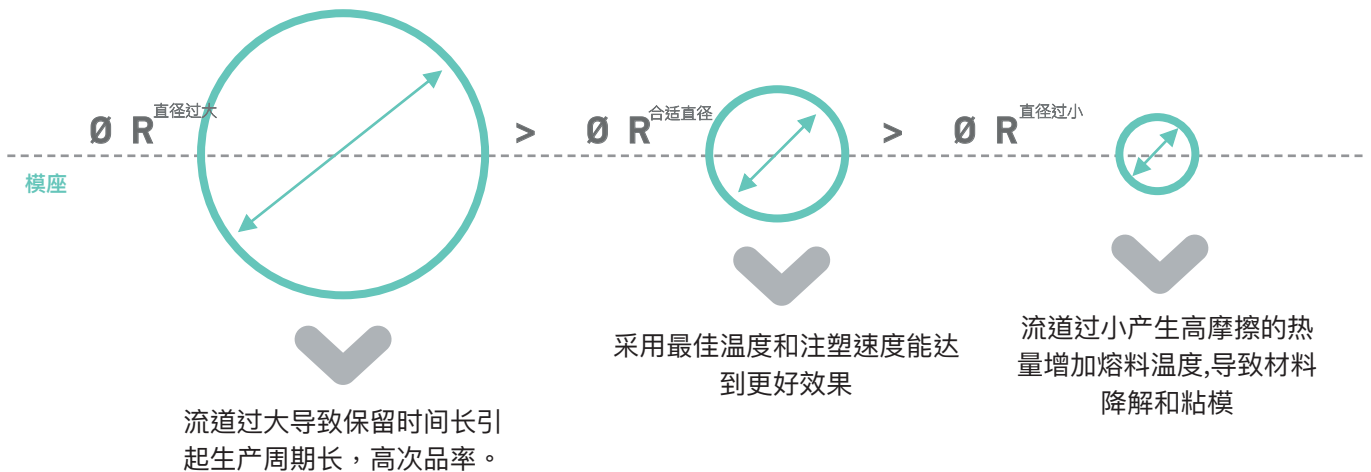 Ø R直径过大 > Ø R合适直径 > Ø R直径过小
模座
流道过大导致保留时间长引
起生产周期长，高次品率。
采用最佳温度和注塑速度能达
到更好效果
流道过小产生高摩擦的热
量增加熔料温度,导致材料
降解和粘模